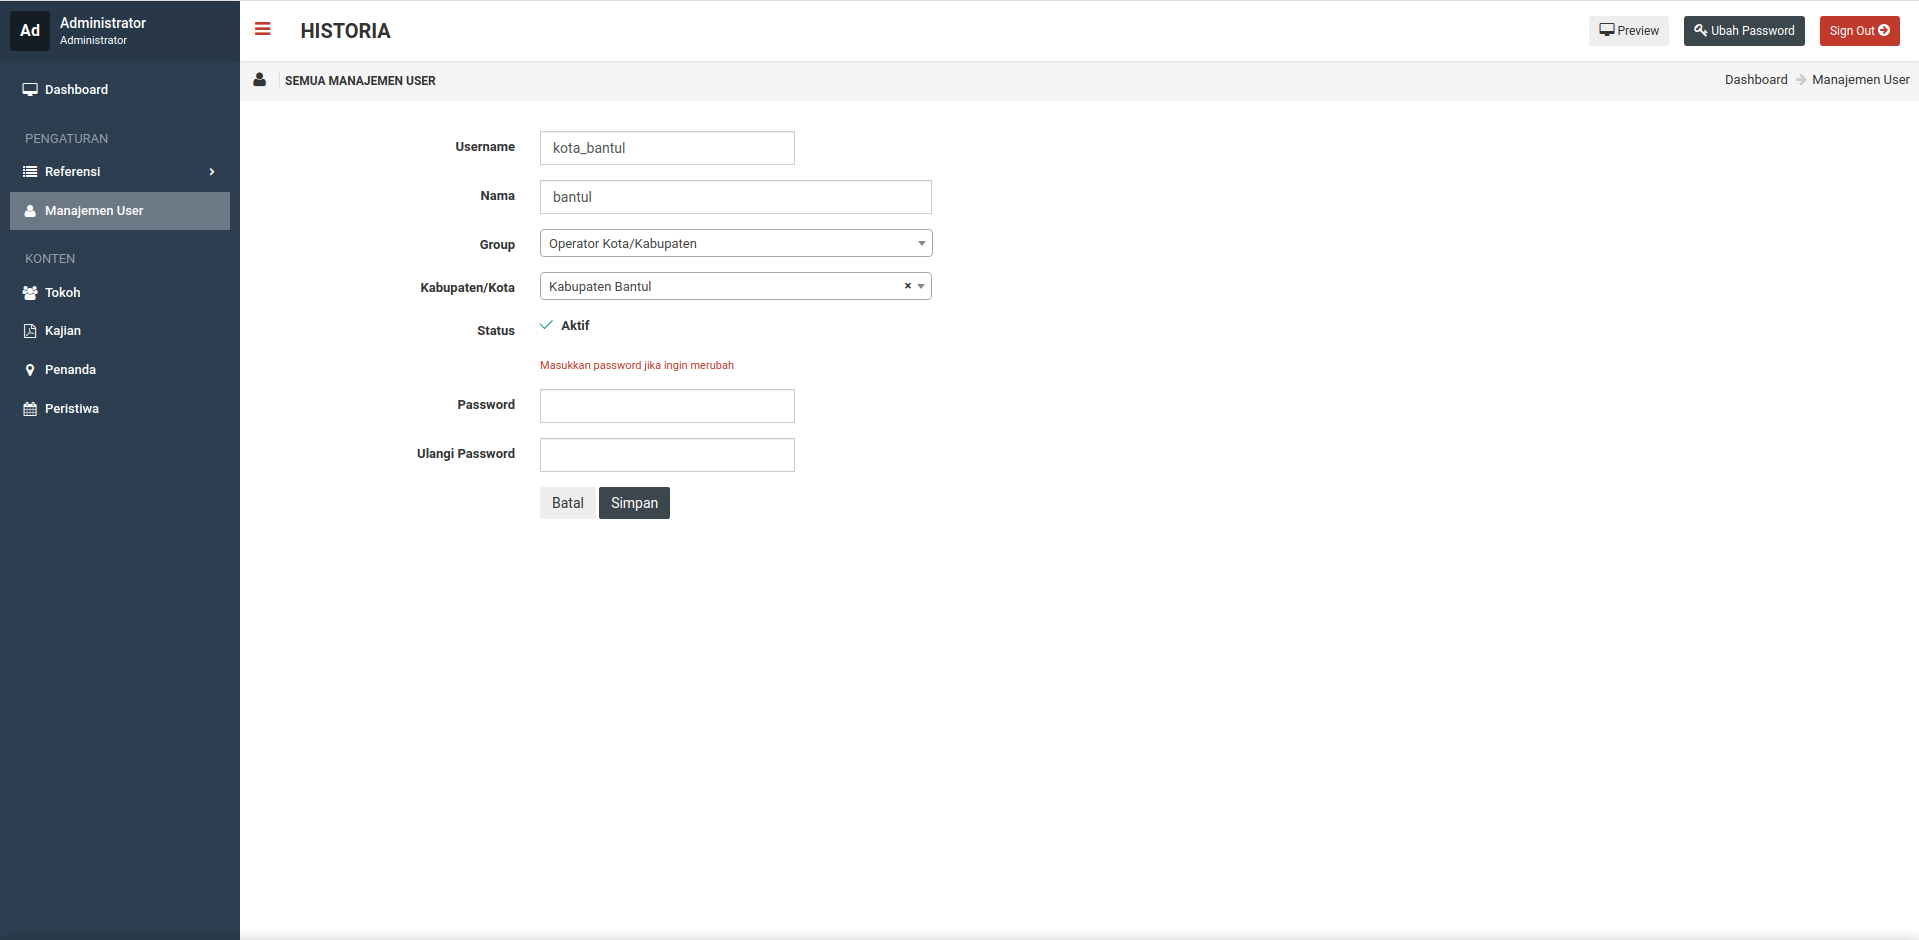 Ad
Administrator
Administrator
HISTORIA
Preview
Ubah Password
Sign Out
SEMUA MANAJEMEN USER
Dashboard
Manajemen User
Dashboard
PENGATURAN
Referensi
Manajemen User
KONTEN
Tokoh
Kajian
Penanda
Peristiwa
Username
kota_bantul
Nama
bantul
Group
Operator Kota/Kabupaten
Kabupaten/Kota
Kabupaten Bantul
×
Status
Aktif
Masukkan password jika ingin merubah
Password
Ulangi Password
Batal
Simpan